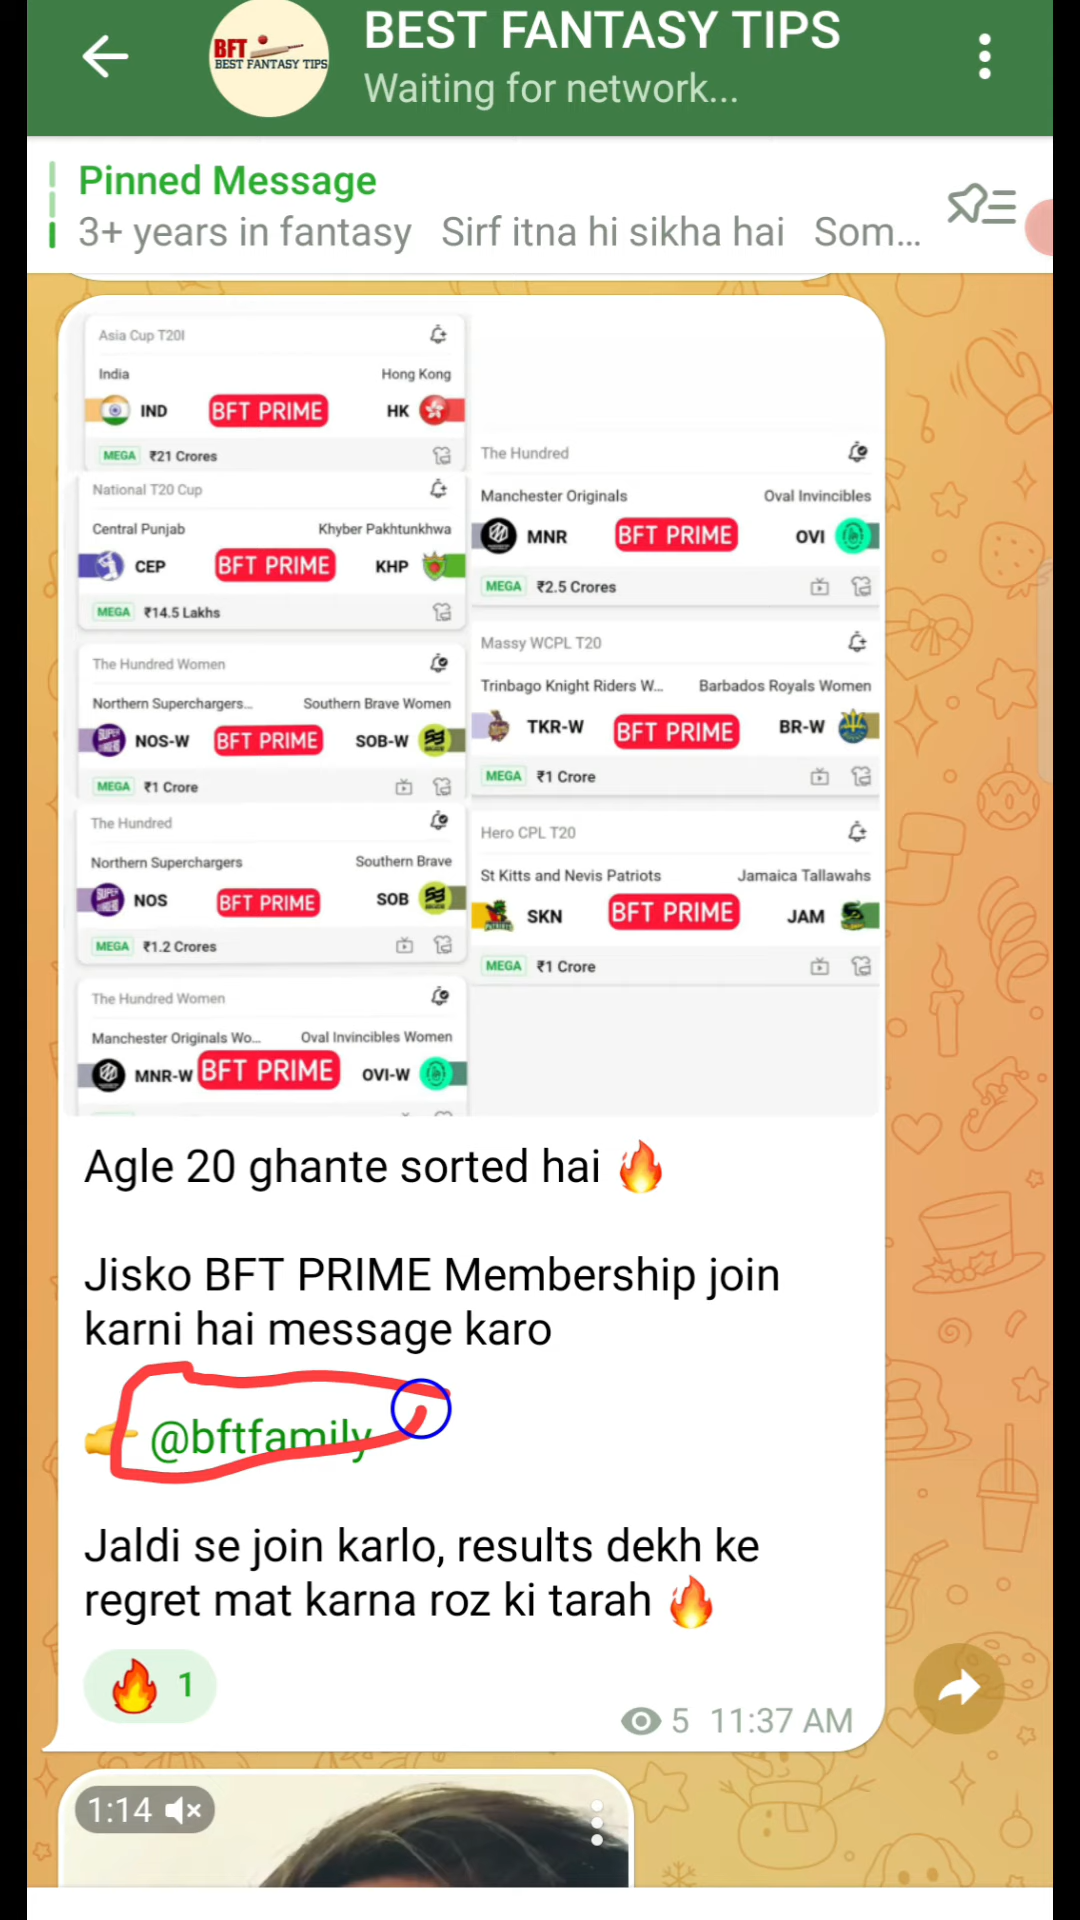 BEST FANTASY TIPS
BFT
BEST FANTASY TIPS
Waiting for network...
Pinned Message
3+ years in fantasy Sirf itna hi sikha hai Som...
Asia Cup T20I
India Hong Kong
IND BFT PRIME HK
MEGA ₹21 Crores
National T20 Cup
Central Punjab Khyber Pakhtunkhwa
CEP BFT PRIME KHP
MEGA ₹14.5 Lakhs
The Hundred Women
Northern Superchargers... Southern Brave Women
NOS-W BFT PRIME SOB-W
MEGA ₹1 Crore
The Hundred
Northern Superchargers Southern Brave
NOS BFT PRIME SOB
MEGA ₹1.2 Crores
The Hundred Women
Manchester Originals Wo... Oval Invincibles Women
MNR-W BFT PRIME OVI-W
The Hundred
Manchester Originals Oval Invincibles
MNR BFT PRIME OVI
MEGA ₹2.5 Crores
Massy WCPL T20
Trinbago Knight Riders W... Barbados Royals Women
TKR-W BFT PRIME BR-W
MEGA ₹1 Crore
Hero CPL T20
St Kitts and Nevis Patriots Jamaica Tallawahs
SKN BFT PRIME JAM
MEGA ₹1 Crore
Agle 20 ghante sorted hai 🔥
Jisko BFT PRIME Membership join
karni hai message karo
👉 @bftfamily
Jaldi se join karlo, results dekh ke
regret mat karna roz ki tarah 🔥
🔥 1
5 11:37 AM
1:14